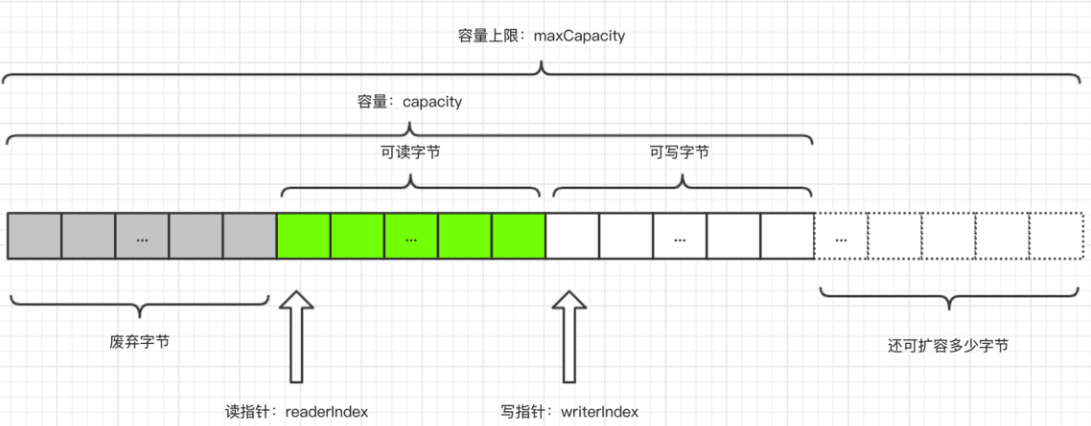 容量上限：maxCapacity
容量：capacity
可读字节
可写字节
...
...
...
...
废弃字节
还可扩容多少字节
读指针：readerIndex
写指针：writerIndex